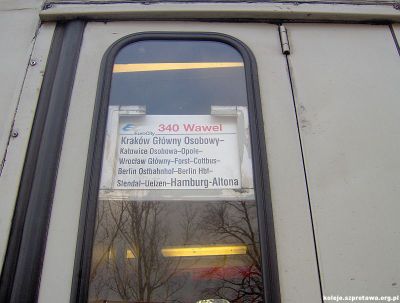 EuroCity 340 Wawel
Kraków Główny Osobowy-
Katowice Osobowa-Opole-
Wrocław Główny-Forst-Cottbus-
Berlin Ostbahnhof-Berlin Hbf-
Stendal-Uelzen-Hamburg-Altona
koleje.szprotawa.org.pl